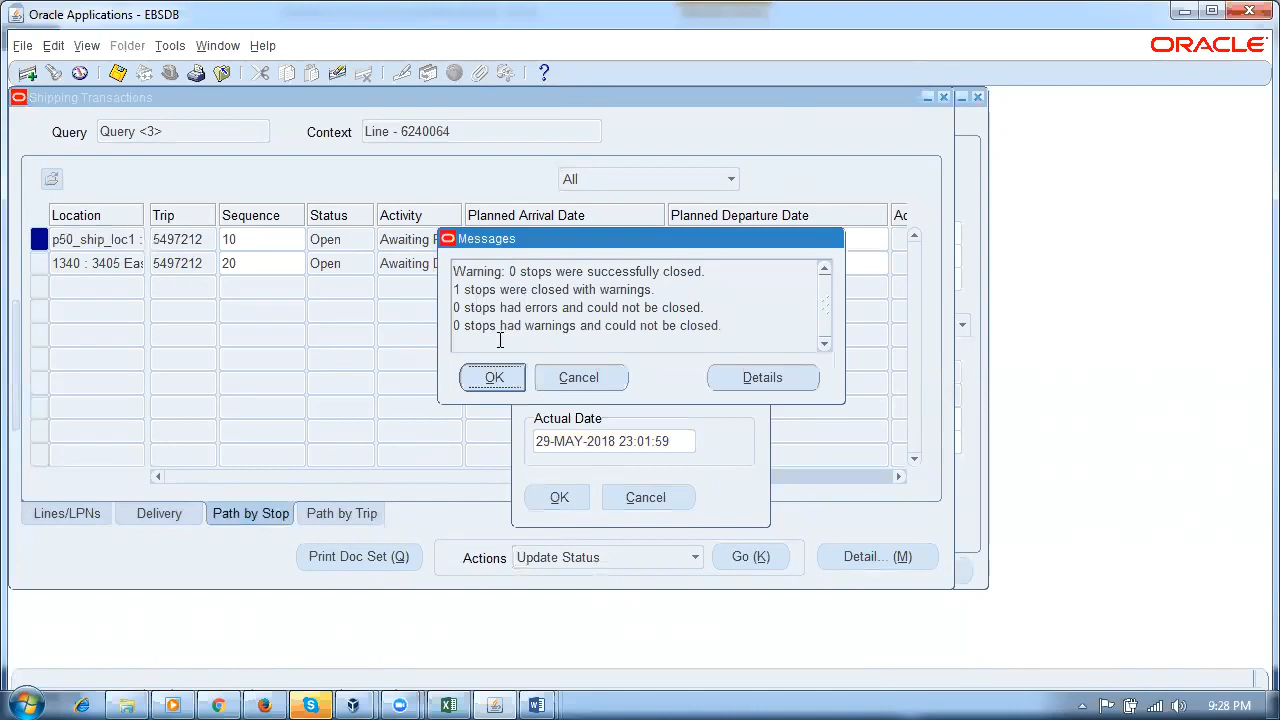 Oracle Applications - EBSDB
File Edit View Folder Tools Window Help
ORACLE
Shipping Transactions
Query Query <3> Context Line - 6240064
All
Location Trip Sequence Status Activity Planned Arrival Date Planned Departure Date
p50_ship_loc1 : 5497212 10 Open Awaiting
1340 : 3405 Eas 5497212 20 Open Awaiting
Messages
Warning: 0 stops were successfully closed.
1 stops were closed with warnings.
0 stops had errors and could not be closed.
0 stops had warnings and could not be closed.
OK Cancel Details
Actual Date
29-MAY-2018 23:01:59
OK Cancel
Lines/LPNs Delivery Path by Stop Path by Trip
Print Doc Set (Q) Actions Update Status Go (K) Detail... (M)
9:28 PM